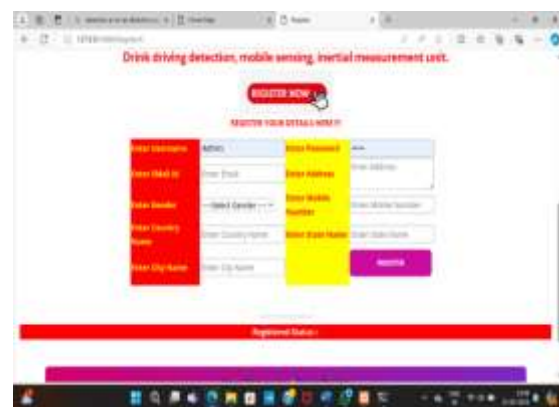 Drink driving detection, mobile sensing, inertial measurement unit.
REGISTER NOW
REGISTER YOUR DETAILS HERE !!!
Enter Username
Admin
Enter Password
Enter EMail Id
Enter Email
Enter Address
Enter Address
Enter Gender
---Select Gender---
Enter Mobile Number
Enter Mobile Number
Enter Country Name
Enter Country Name
Enter State Name
Enter State Name
Enter City Name
Enter City Name
REGISTER
Registered Status :